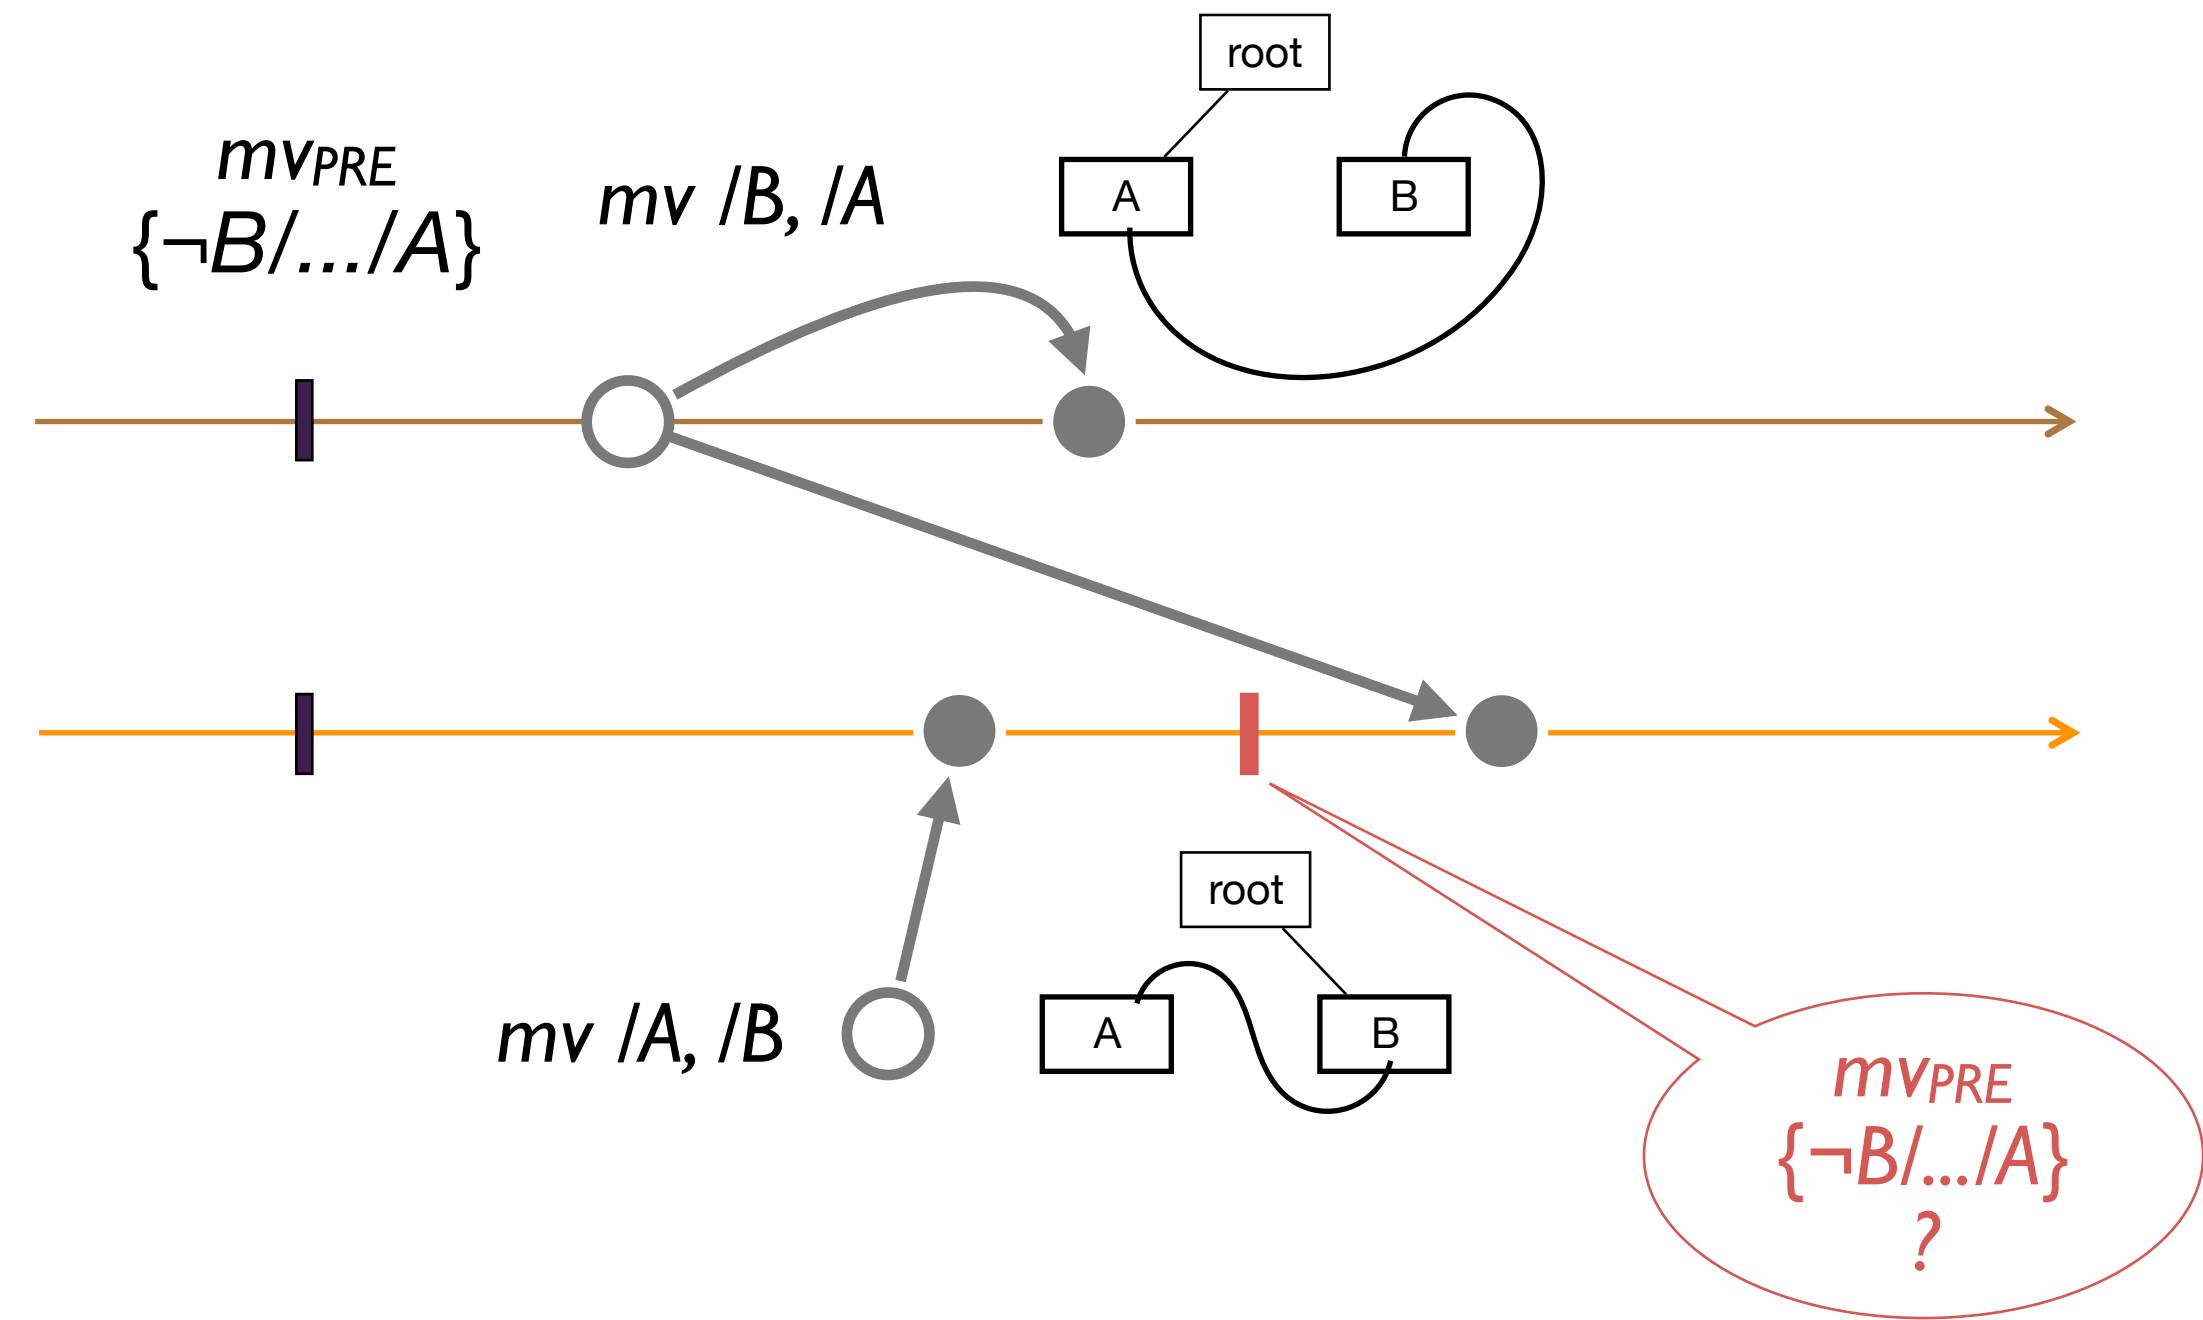 root
mvPRE
{¬B/.../A}
mv /B, /A
A
B
root
mv /A, /B
A
B
mvPRE
{¬B/.../A}
?